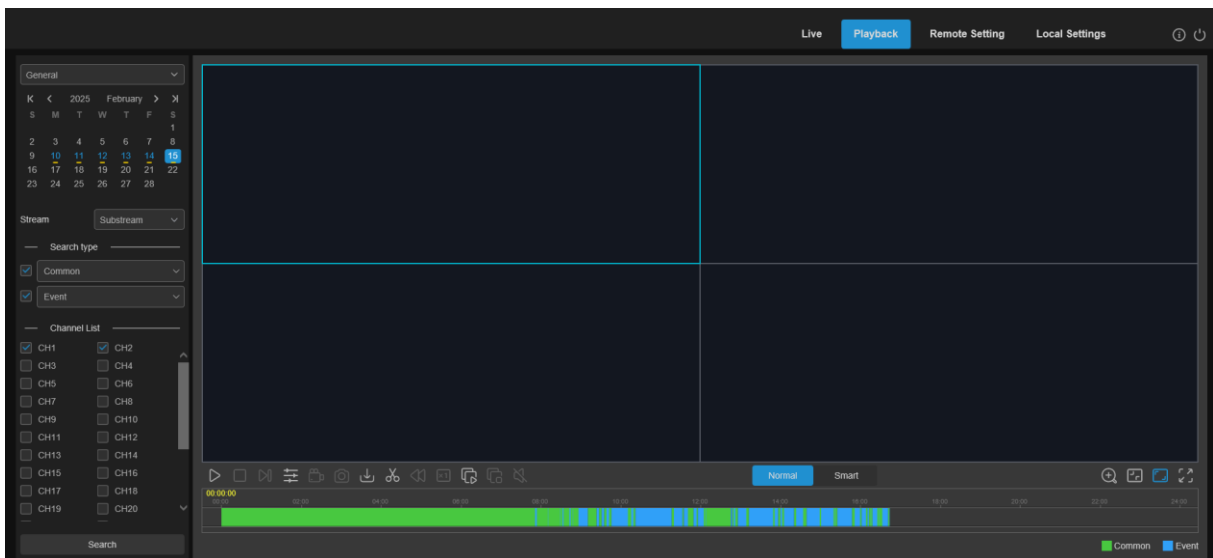 Live Playback Remote Setting Local Settings
General
2025 February
S M T W T F S
1
2 3 4 5 6 7 8
9 10 11 12 13 14 15
16 17 18 19 20 21 22
23 24 25 26 27 28
Stream Substream
Search type
Common
Event
Channel List
CH1 CH2
CH3 CH4
CH5 CH6
CH7 CH8
CH9 CH10
CH11 CH12
CH13 CH14
CH15 CH16
CH17 CH18
CH19 CH20
Search
x1
Normal Smart
00:00:00
00:00 02:00 04:00 06:00 08:00 10:00 12:00 14:00 16:00 18:00 20:00 22:00 24:00
Common Event